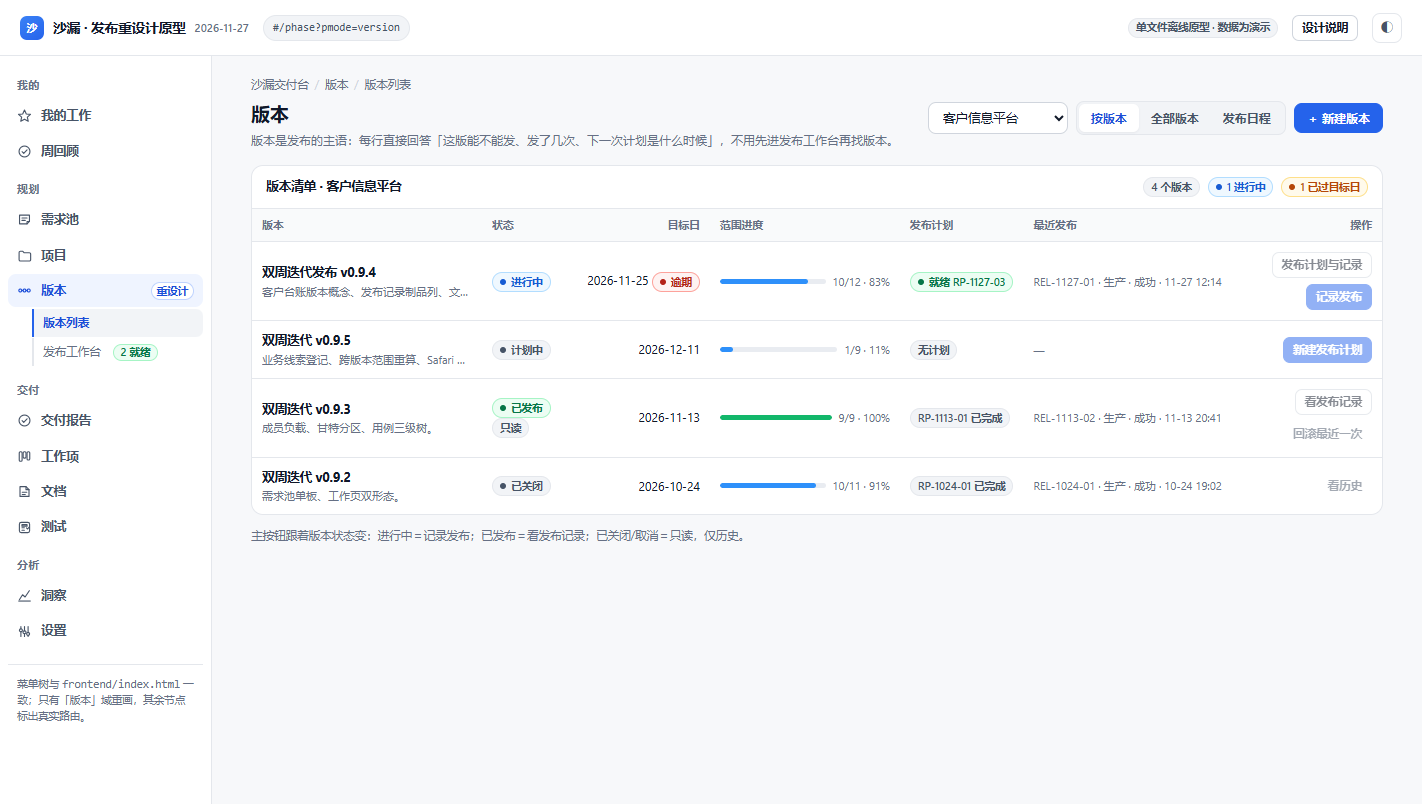 沙
沙漏 · 发布重设计原型
2026-11-27
#/phase?pmode=version
单文件离线原型 · 数据为演示
设计说明
我的
我的工作
周回顾
规划
需求池
项目
版本
重设计
版本列表
发布工作台
2 就绪
交付
交付报告
工作项
文档
测试
分析
洞察
设置
菜单树与 frontend/index.html 一
致；只有「版本」域重画，其余节点
标出真实路由。
沙漏交付台 / 版本 / 版本列表
版本
版本是发布的主语：每行直接回答「这版能不能发、发了几次、下一次计划是什么时候」，不用先进发布工作台再找版本。
客户信息平台
按版本
全部版本
发布日程
+ 新建版本
版本清单 · 客户信息平台
4 个版本
1 进行中
1 已过目标日
版本 状态 目标日 范围进度 发布计划 最近发布 操作
双周迭代发布 v0.9.4
客户台账版本概念、发布记录制品列、文...
进行中
2026-11-25 逾期
10/12 · 83%
就绪 RP-1127-03
REL-1127-01 · 生产 · 成功 · 11-27 12:14
发布计划与记录
记录发布
双周迭代 v0.9.5
业务线索登记、跨版本范围重算、Safari ...
计划中
2026-12-11
1/9 · 11%
无计划
—
新建发布计划
双周迭代 v0.9.3
成员负载、甘特分区、用例三级树。
已发布
只读
2026-11-13
9/9 · 100%
RP-1113-01 已完成
REL-1113-02 · 生产 · 成功 · 11-13 20:41
看发布记录
回滚最近一次
双周迭代 v0.9.2
需求池单板、工作页双形态。
已关闭
2026-10-24
10/11 · 91%
RP-1024-01 已完成
REL-1024-01 · 生产 · 成功 · 10-24 19:02
看历史
主按钮跟着版本状态变：进行中 = 记录发布；已发布 = 看发布记录；已关闭/取消 = 只读，仅历史。